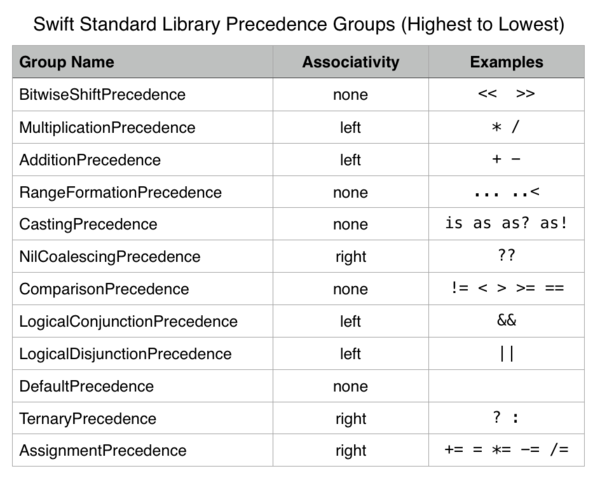 Swift Standard Library Precedence Groups (Highest to Lowest)
Group Name Associativity Examples
BitwiseShiftPrecedence none << >>
MultiplicationPrecedence left * /
AdditionPrecedence left + -
RangeFormationPrecedence none ... ..<
CastingPrecedence none is as as? as!
NilCoalescingPrecedence right ??
ComparisonPrecedence none != < > >= ==
LogicalConjunctionPrecedence left &&
LogicalDisjunctionPrecedence left ||
DefaultPrecedence none
TernaryPrecedence right ? :
AssignmentPrecedence right += = *= -= /=